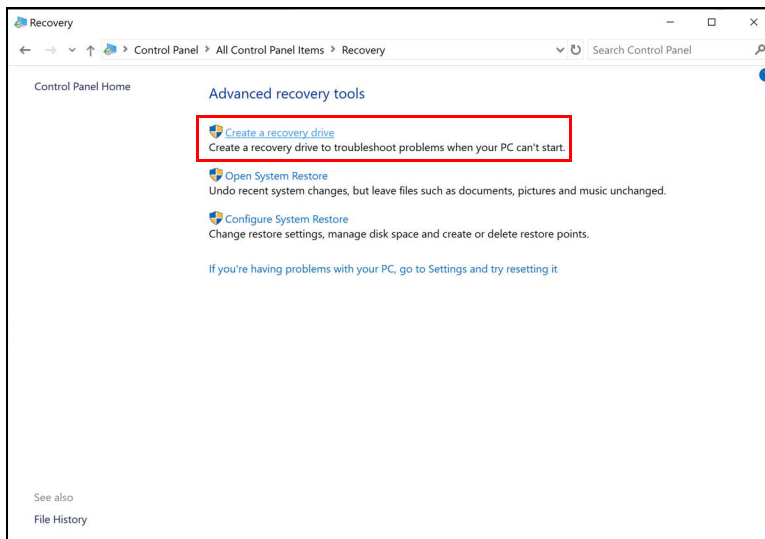 Recovery
Control Panel > All Control Panel Items > Recovery
Search Control Panel
Control Panel Home
Advanced recovery tools
Create a recovery drive
Create a recovery drive to troubleshoot problems when your PC can't start.
Open System Restore
Undo recent system changes, but leave files such as documents, pictures and music unchanged.
Configure System Restore
Change restore settings, manage disk space and create or delete restore points.
If you're having problems with your PC, go to Settings and try resetting it
See also
File History